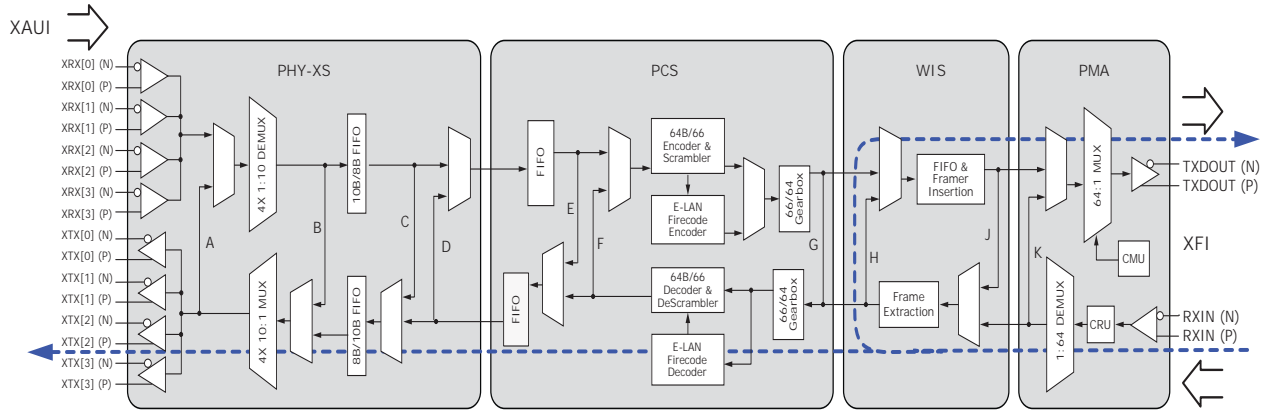 XAUI
PHY-XS
PCS
WIS
PMA
XRX[0] (N)
XRX[0] (P)
XRX[1] (N)
XRX[1] (P)
XRX[2] (N)
XRX[2] (P)
XRX[3] (N)
XRX[3] (P)
XTX[0] (N)
XTX[0] (P)
XTX[1] (N)
XTX[1] (P)
XTX[2] (N)
XTX[2] (P)
XTX[3] (N)
XTX[3] (P)
A
4X 1:10 DEMUX
4X 10:1 MUX
B
10B/8B FIFO
8B/10B FIFO
C
D
FIFO
FIFO
E
F
64B/66
Encoder &
Scrambler
E-LAN
Firecode
Encoder
64B/66
Decoder &
DeScrambler
E-LAN
Firecode
Decoder
66/64
Gearbox
66/64
Gearbox
G
H
FIFO &
Framer
Insertion
Frame
Extraction
J
K
64:1 MUX
1:64 DEMUX
CMU
CRU
TXDOUT (N)
TXDOUT (P)
XFI
RXIN (N)
RXIN (P)